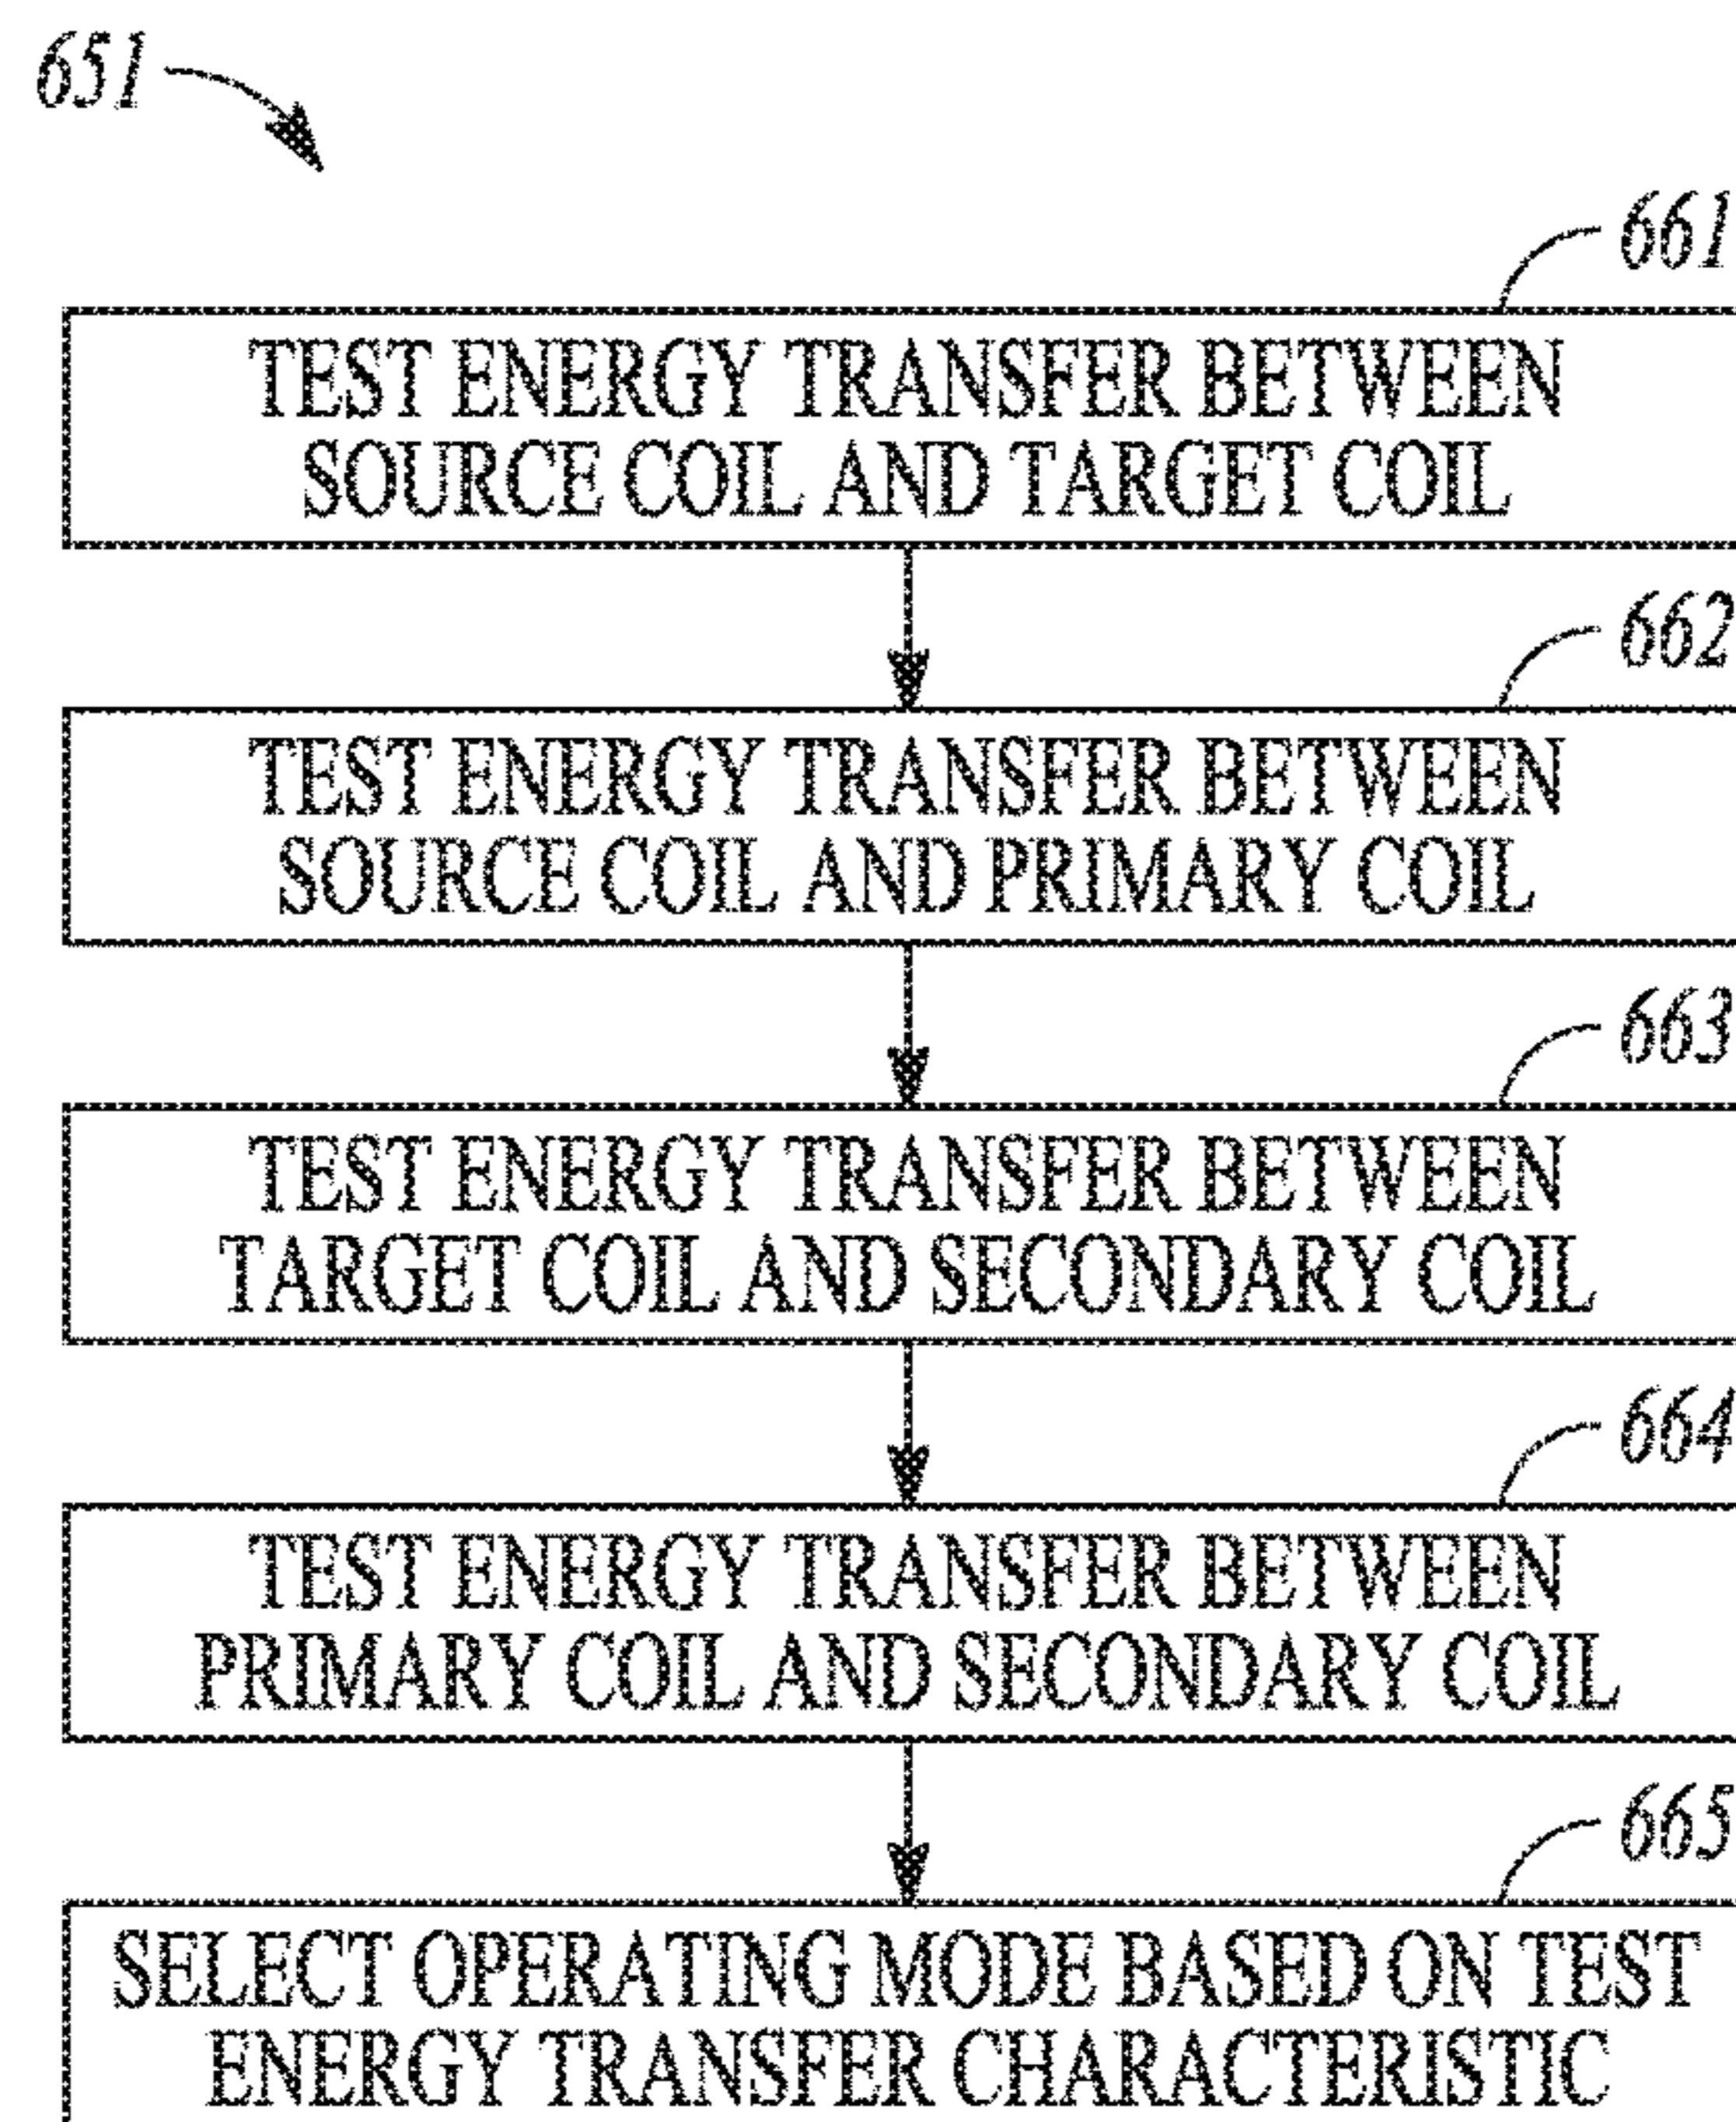 651
661
TEST ENERGY TRANSFER BETWEEN
SOURCE COIL AND TARGET COIL
662
TEST ENERGY TRANSFER BETWEEN
SOURCE COIL AND PRIMARY COIL
663
TEST ENERGY TRANSFER BETWEEN
TARGET COIL AND SECONDARY COIL
664
TEST ENERGY TRANSFER BETWEEN
PRIMARY COIL AND SECONDARY COIL
665
SELECT OPERATING MODE BASED ON TEST
ENERGY TRANSFER CHARACTERISTIC